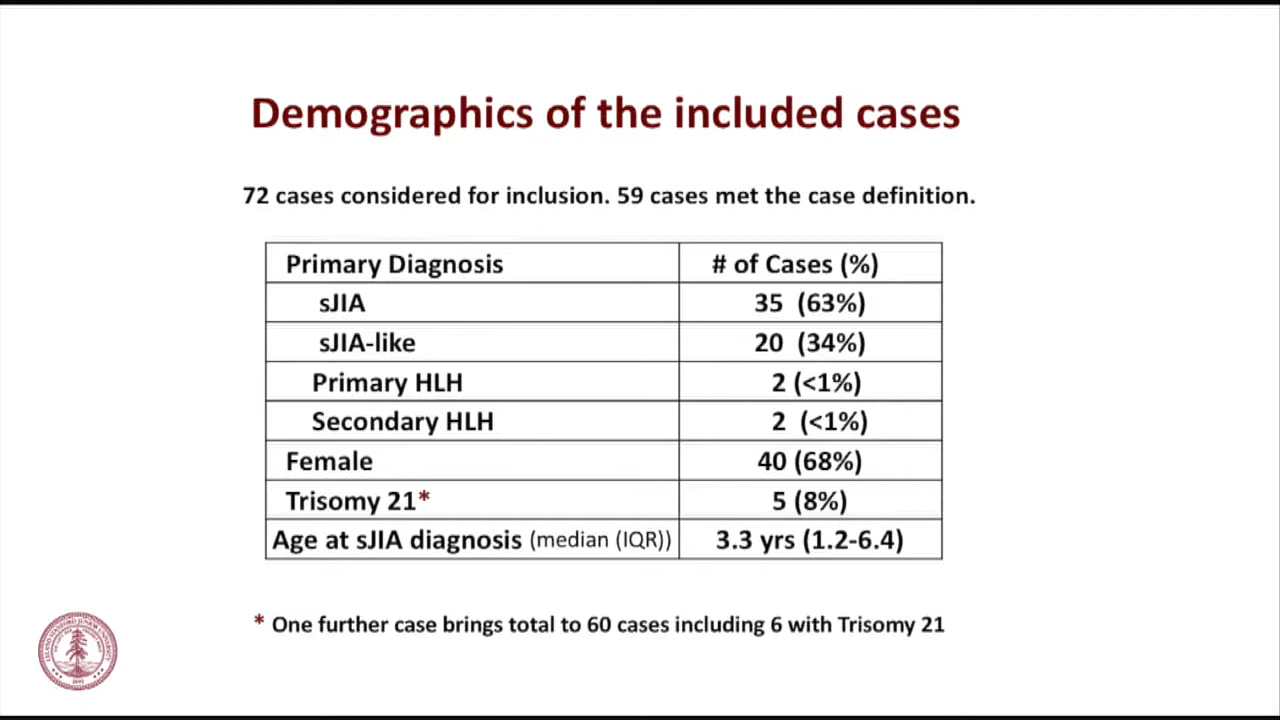 Demographics of the included cases
72 cases considered for inclusion. 59 cases met the case definition.
Primary Diagnosis # of Cases (%)
sJIA 35 (63%)
sJIA-like 20 (34%)
Primary HLH 2 (<1%)
Secondary HLH 2 (<1%)
Female 40 (68%)
Trisomy 21* 5 (8%)
Age at sJIA diagnosis (median (IQR)) 3.3 yrs (1.2-6.4)
* One further case brings total to 60 cases including 6 with Trisomy 21